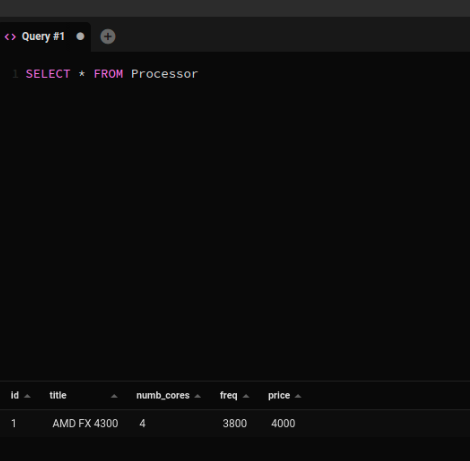 <> Query #1
1 SELECT * FROM Processor
id title numb_cores freq price
1 AMD FX 4300 4 3800 4000